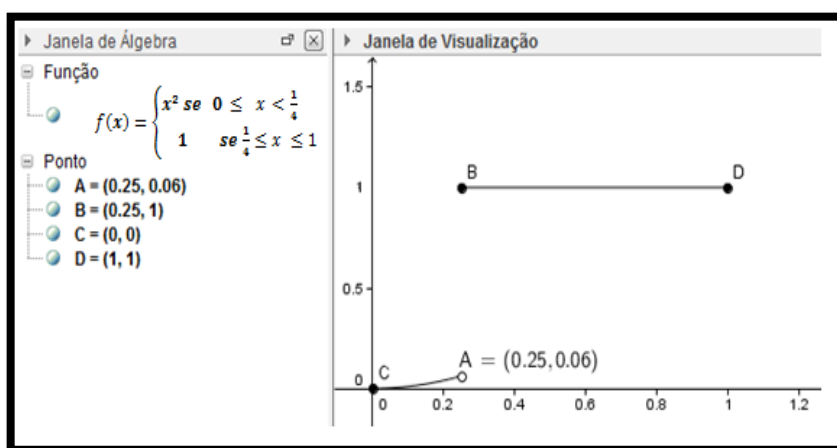 Janela de Álgebra
Função
f(x) = { x² se 0 ≤ x < 1/4
1 se 1/4 ≤ x ≤ 1
Ponto
A = (0.25, 0.06)
B = (0.25, 1)
C = (0, 0)
D = (1, 1)
Janela de Visualização
1.5
B
D
1
0.5
A = (0.25, 0.06)
C
0
0 0.2 0.4 0.6 0.8 1 1.2